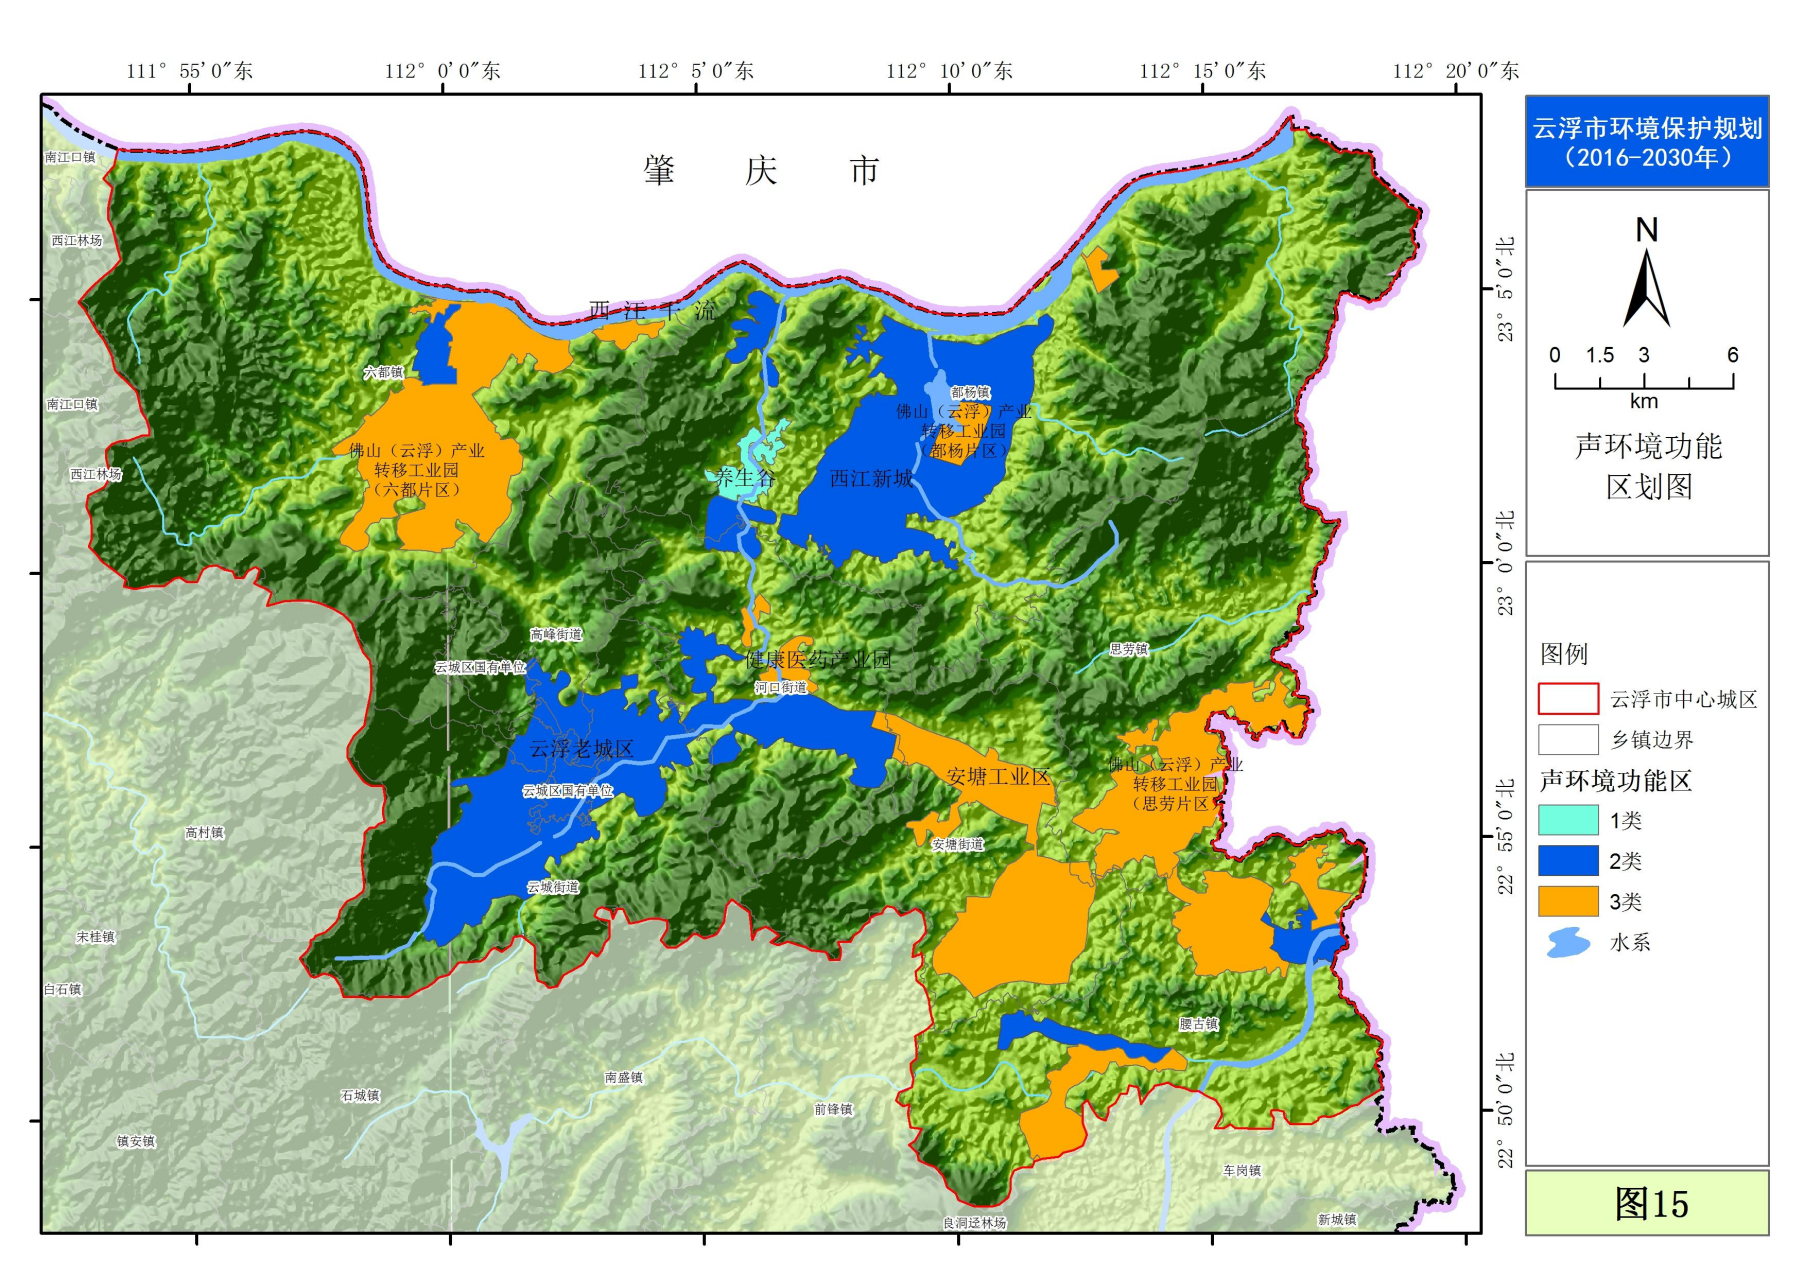 111° 55′0″东
112° 0′0″东
112° 5′0″东
112° 10′0″东
112° 15′0″东
112° 20′0″东
云浮市环境保护规划
（2016-2030年）
N
0 1.5 3 6
km
声环境功能
区划图
图例
云浮市中心城区
乡镇边界
声环境功能区
1类
2类
3类
水系
图15
23° 5′0″北
23° 0′0″北
22° 55′0″北
22° 50′0″北
肇庆市
南江口镇
西江林场
西江干流
六都镇
南江口镇
都杨镇
佛山（云浮）产业
转移工业园
（都杨片区）
佛山（云浮）产业
转移工业园
（六都片区）
西江林场
养生谷
西江新城
高峰街道
云城区国有单位
健康医药产业园
河口街道
思劳镇
云浮老城区
云城区国有单位
安塘工业区
佛山（云浮）产业
转移工业园
（思劳片区）
高村镇
安塘街道
云城街道
宋桂镇
白石镇
腰古镇
南盛镇
石城镇
前锋镇
镇安镇
车岗镇
良洞迳林场
新城镇